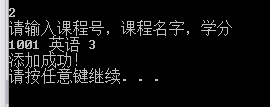 2
请输入课程号，课程名字，学分
1001 英语 3
添加成功!
请按任意键继续. . .